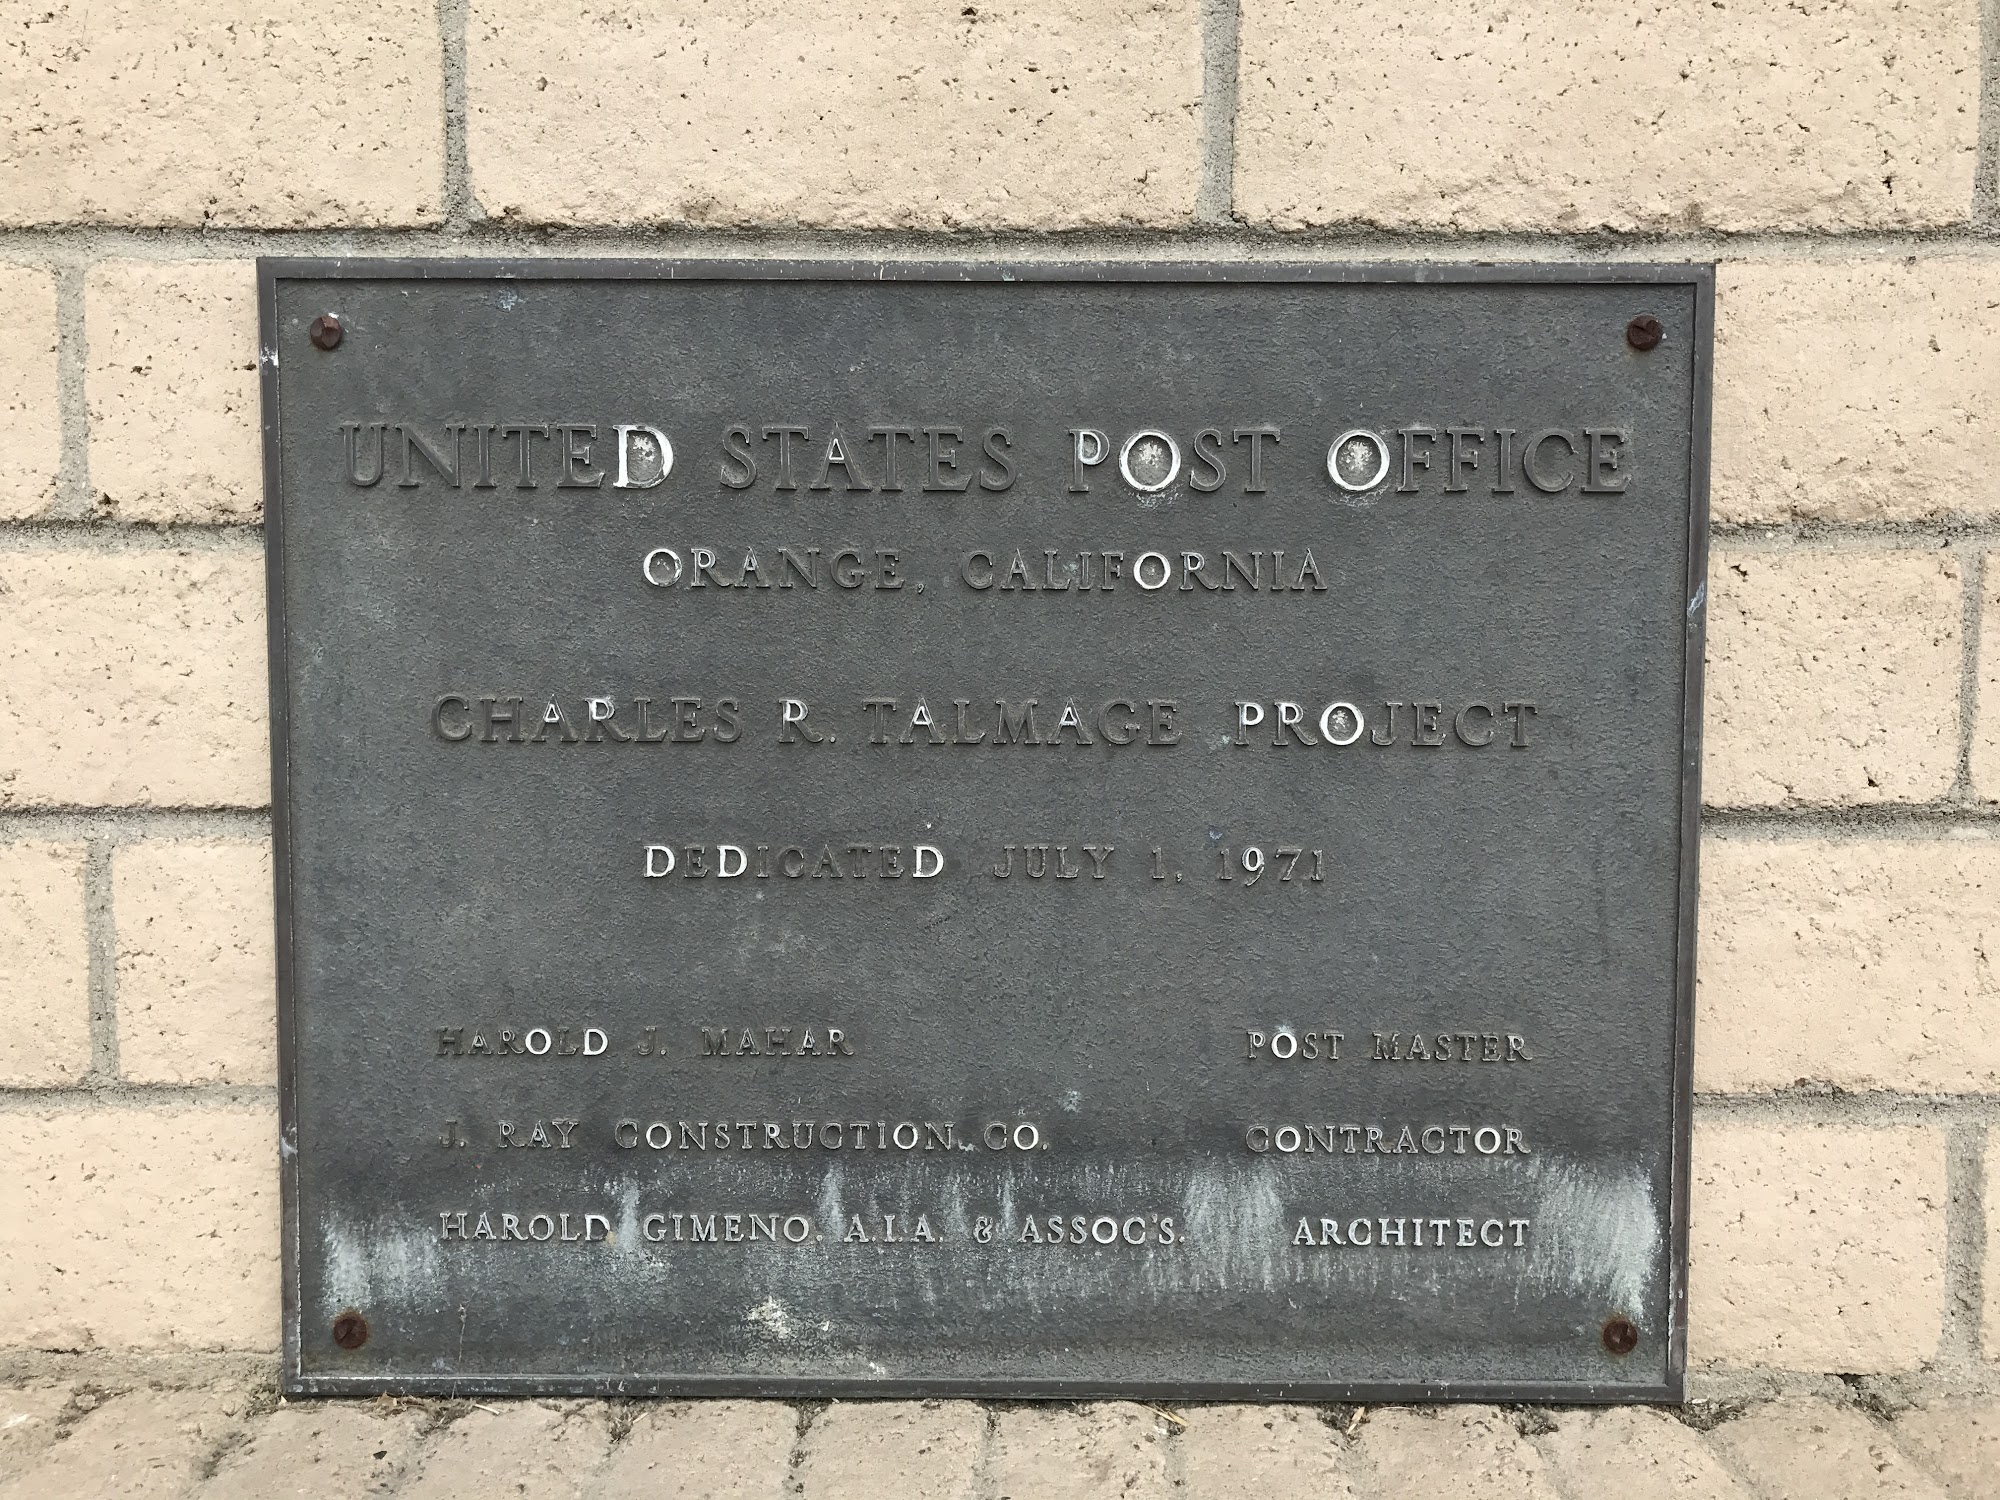 UNITED STATES POST OFFICE
ORANGE, CALIFORNIA
CHARLES R. TALMAGE PROJECT
DEDICATED JULY 1, 1971
HAROLD J. MAHAR POST MASTER
J. RAY CONSTRUCTION CO. CONTRACTOR
HAROLD GIMENO, A.I.A. & ASSOC'S. ARCHITECT